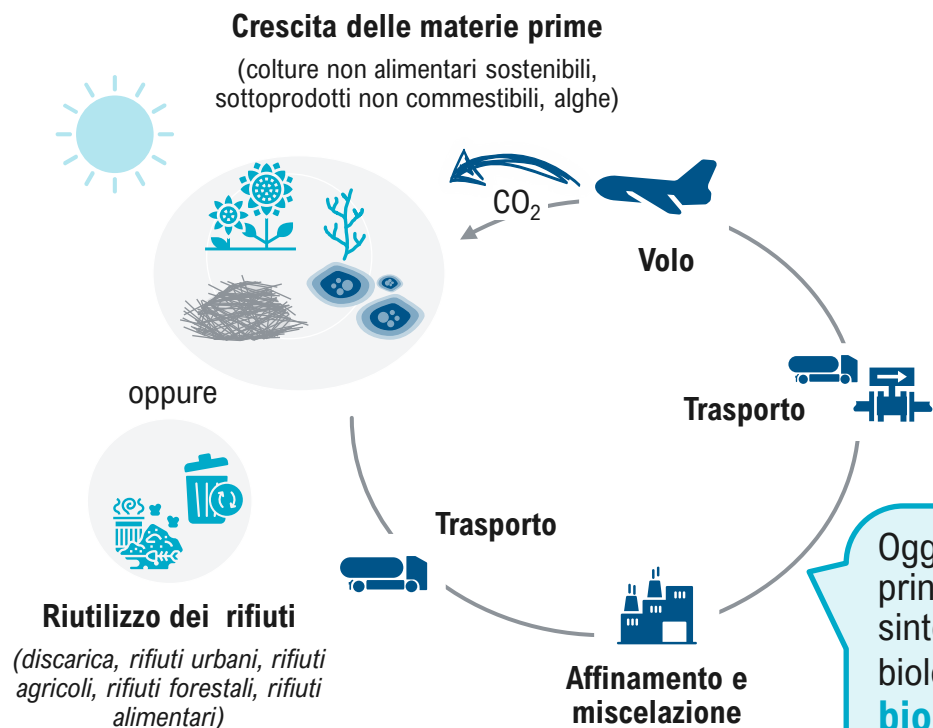 Crescita delle materie prime
(colture non alimentari sostenibili,
sottoprodotti non commestibili, alghe)
CO₂
Volo
oppure
Trasporto
Trasporto
Riutilizzo dei rifiuti
(discarica, rifiuti urbani, rifiuti
agricoli, rifiuti forestali, rifiuti
alimentari)
Affinamento e
miscelazione